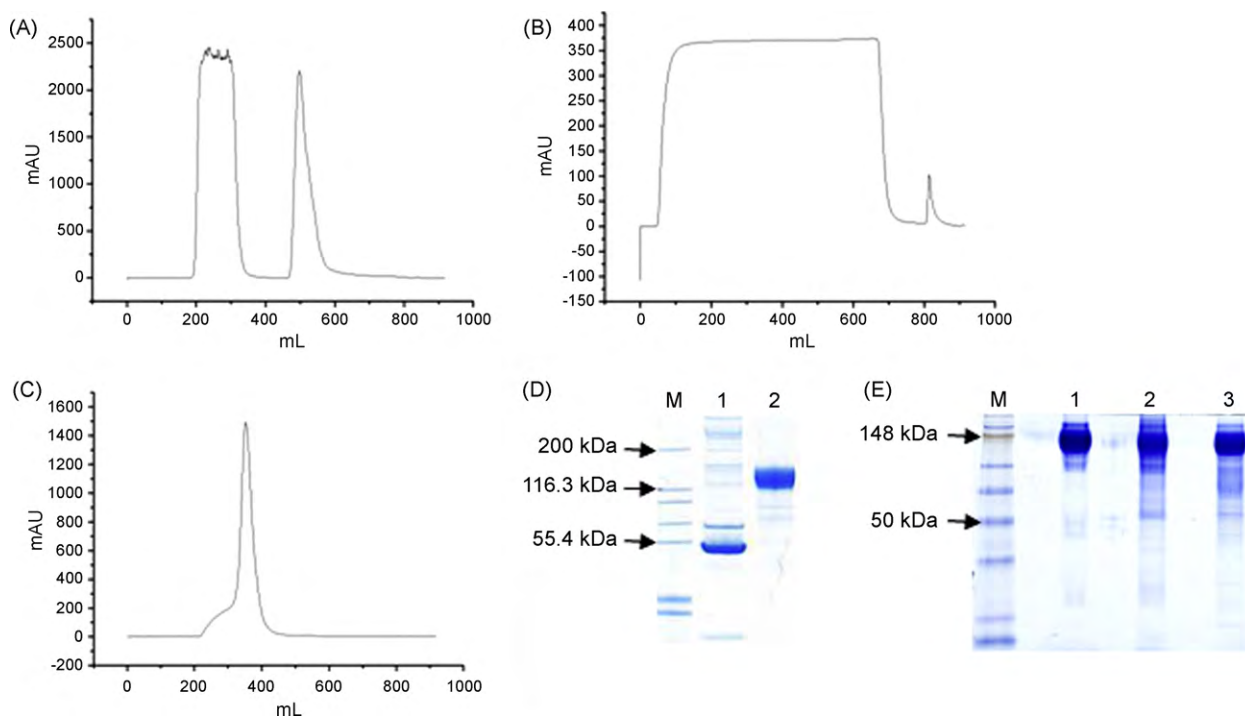 (A)
2500
2000
1500
1000
500
0
mAU
0 200 400 600 800 1000
mL
(B)
400
350
300
250
200
150
100
50
0
-50
-100
-150
mAU
0 200 400 600 800 1000
mL
(C)
1600
1400
1200
1000
800
600
400
200
0
-200
mAU
0 200 400 600 800 1000
mL
(D)
M 1 2
200 kDa
116.3 kDa
55.4 kDa
(E)
M 1 2 3
148 kDa
50 kDa